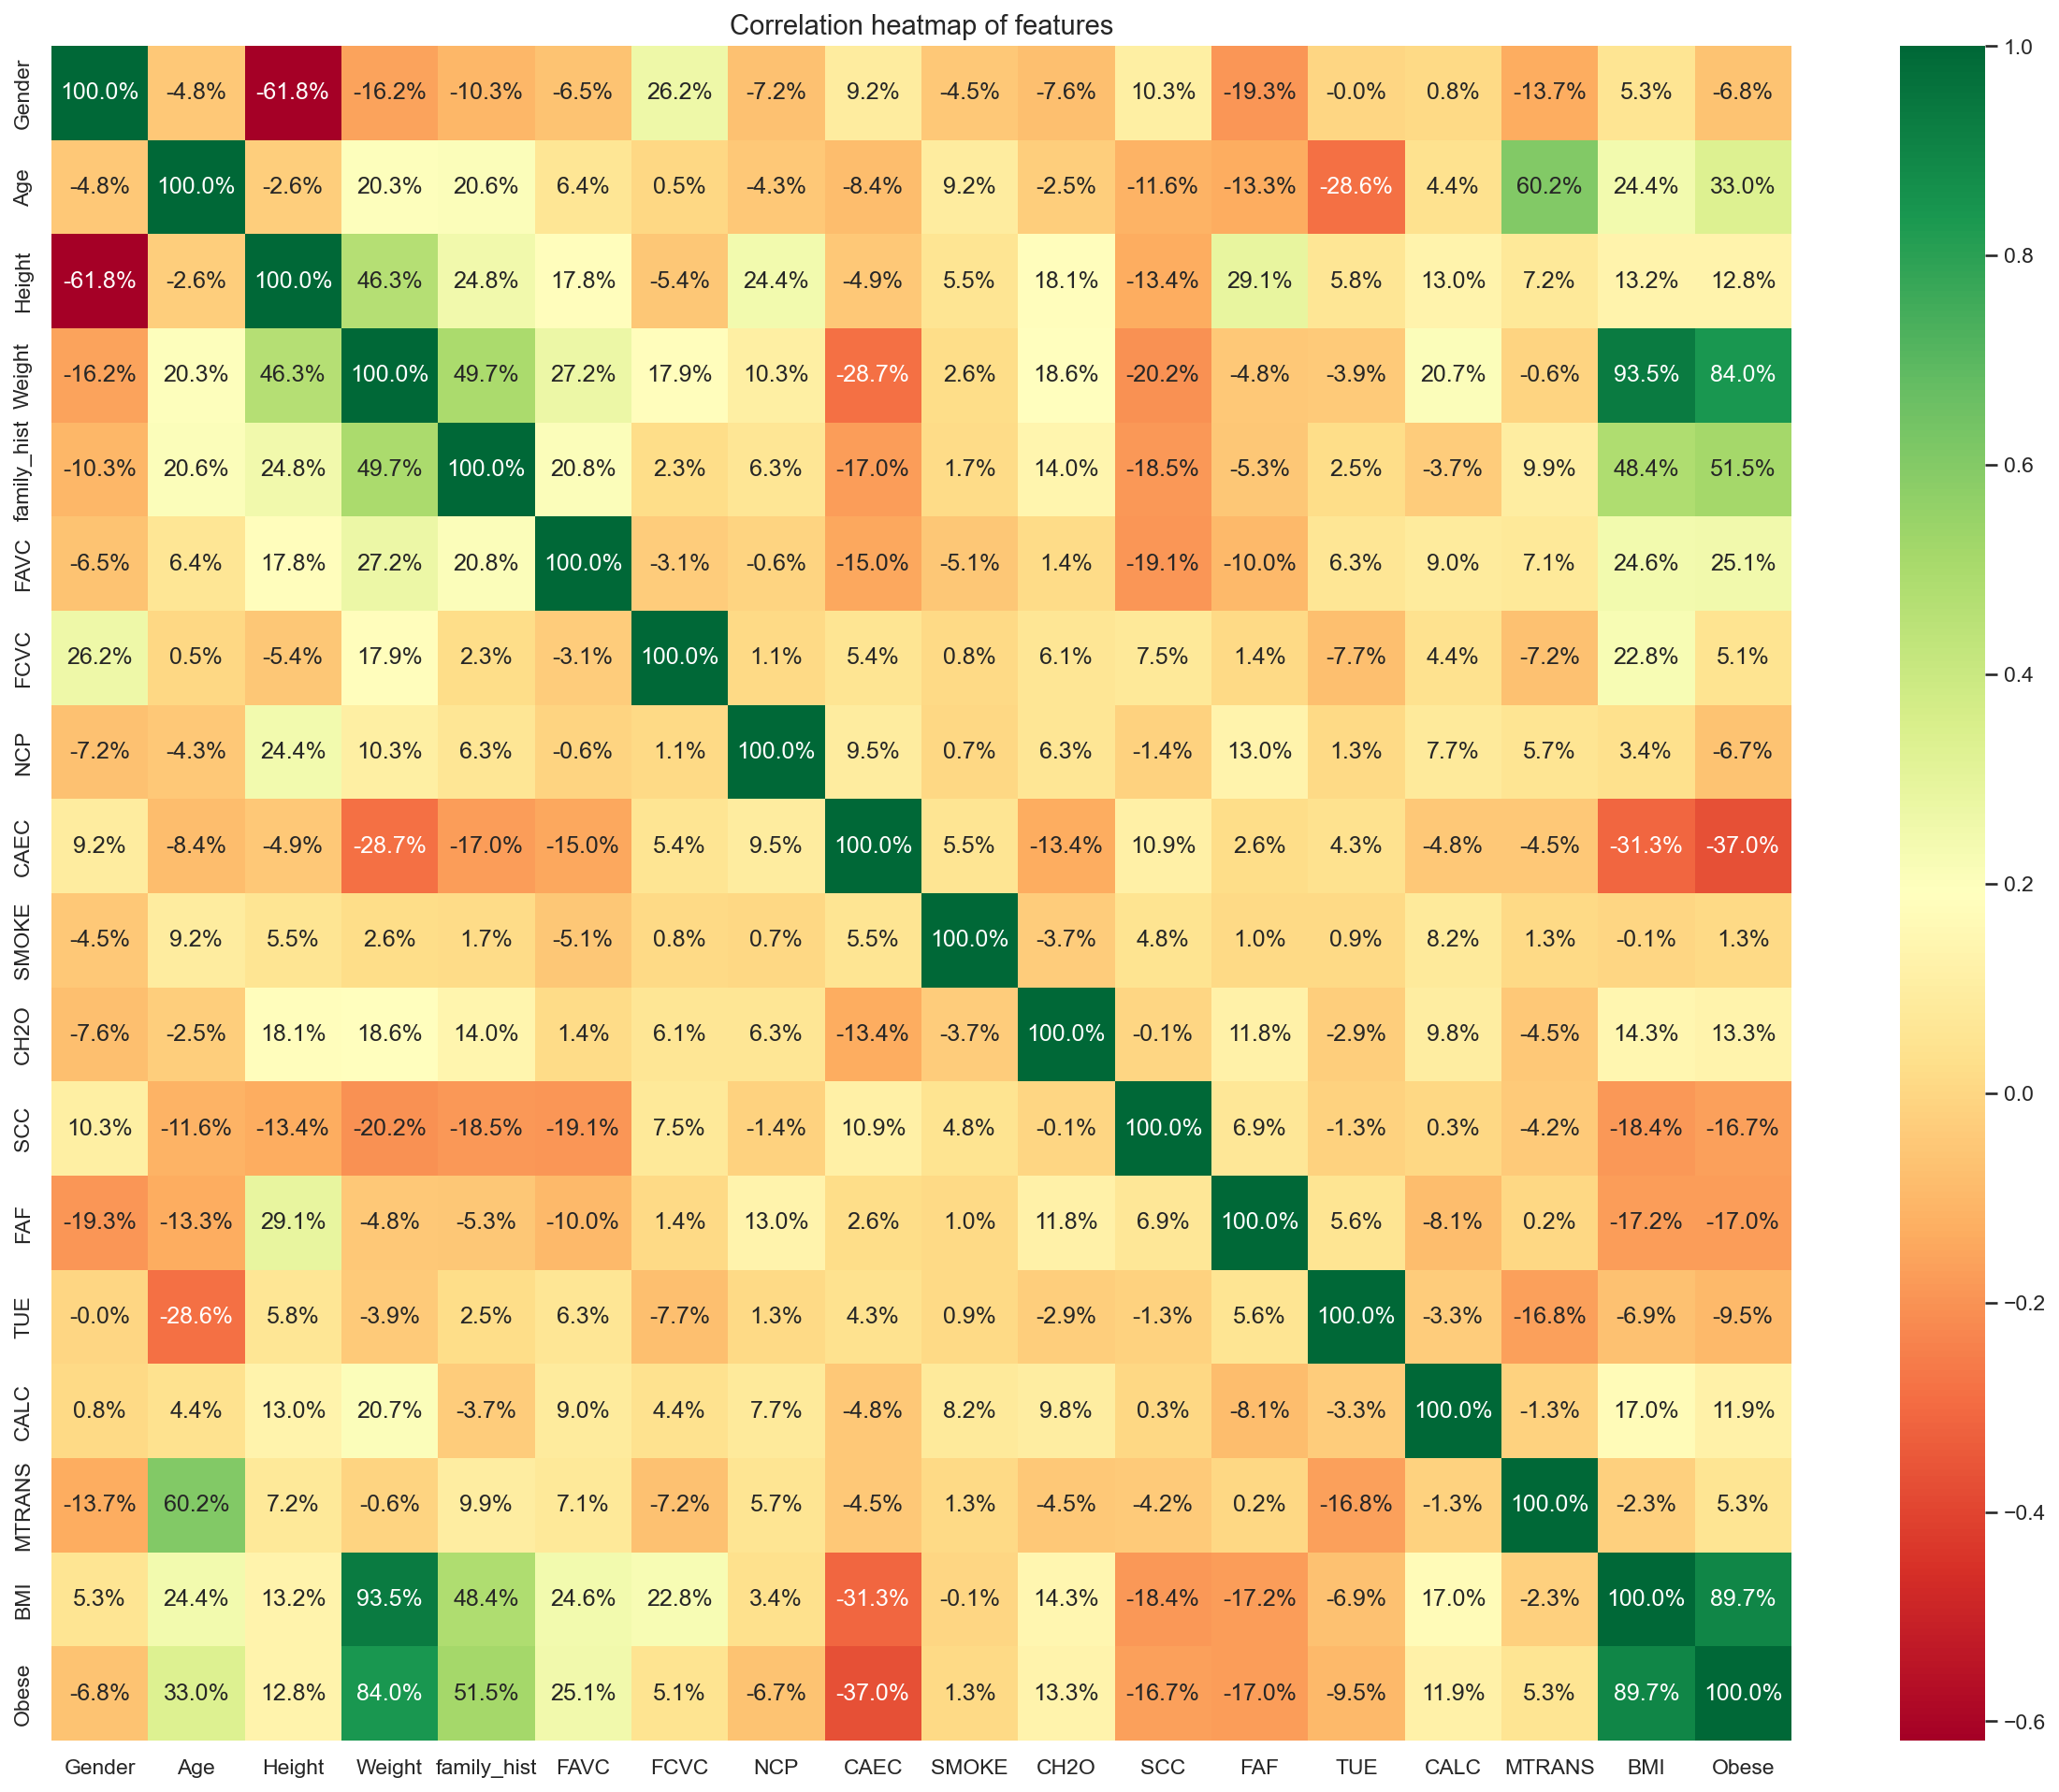 Correlation heatmap of features
Gender 100.0% -4.8% -61.8% -16.2% -10.3% -6.5% 26.2% -7.2% 9.2% -4.5% -7.6% 10.3% -19.3% -0.0% 0.8% -13.7% 5.3% -6.8%
Age -4.8% 100.0% -2.6% 20.3% 20.6% 6.4% 0.5% -4.3% -8.4% 9.2% -2.5% -11.6% -13.3% -28.6% 4.4% 60.2% 24.4% 33.0%
Height -61.8% -2.6% 100.0% 46.3% 24.8% 17.8% -5.4% 24.4% -4.9% 5.5% 18.1% -13.4% 29.1% 5.8% 13.0% 7.2% 13.2% 12.8%
Weight -16.2% 20.3% 46.3% 100.0% 49.7% 27.2% 17.9% 10.3% -28.7% 2.6% 18.6% -20.2% -4.8% -3.9% 20.7% -0.6% 93.5% 84.0%
family_hist -10.3% 20.6% 24.8% 49.7% 100.0% 20.8% 2.3% 6.3% -17.0% 1.7% 14.0% -18.5% -5.3% 2.5% -3.7% 9.9% 48.4% 51.5%
FAVC -6.5% 6.4% 17.8% 27.2% 20.8% 100.0% -3.1% -0.6% -15.0% -5.1% 1.4% -19.1% -10.0% 6.3% 9.0% 7.1% 24.6% 25.1%
FCVC 26.2% 0.5% -5.4% 17.9% 2.3% -3.1% 100.0% 1.1% 5.4% 0.8% 6.1% 7.5% 1.4% -7.7% 4.4% -7.2% 22.8% 5.1%
NCP -7.2% -4.3% 24.4% 10.3% 6.3% -0.6% 1.1% 100.0% 9.5% 0.7% 6.3% -1.4% 13.0% 1.3% 7.7% 5.7% 3.4% -6.7%
CAEC 9.2% -8.4% -4.9% -28.7% -17.0% -15.0% 5.4% 9.5% 100.0% 5.5% -13.4% 10.9% 2.6% 4.3% -4.8% -4.5% -31.3% -37.0%
SMOKE -4.5% 9.2% 5.5% 2.6% 1.7% -5.1% 0.8% 0.7% 5.5% 100.0% -3.7% 4.8% 1.0% 0.9% 8.2% 1.3% -0.1% 1.3%
CH2O -7.6% -2.5% 18.1% 18.6% 14.0% 1.4% 6.1% 6.3% -13.4% -3.7% 100.0% -0.1% 11.8% -2.9% 9.8% -4.5% 14.3% 13.3%
SCC 10.3% -11.6% -13.4% -20.2% -18.5% -19.1% 7.5% -1.4% 10.9% 4.8% -0.1% 100.0% 6.9% -1.3% 0.3% -4.2% -18.4% -16.7%
FAF -19.3% -13.3% 29.1% -4.8% -5.3% -10.0% 1.4% 13.0% 2.6% 1.0% 11.8% 6.9% 100.0% 5.6% -8.1% 0.2% -17.2% -17.0%
TUE -0.0% -28.6% 5.8% -3.9% 2.5% 6.3% -7.7% 1.3% 4.3% 0.9% -2.9% -1.3% 5.6% 100.0% -3.3% -16.8% -6.9% -9.5%
CALC 0.8% 4.4% 13.0% 20.7% -3.7% 9.0% 4.4% 7.7% -4.8% 8.2% 9.8% 0.3% -8.1% -3.3% 100.0% -1.3% 17.0% 11.9%
MTRANS -13.7% 60.2% 7.2% -0.6% 9.9% 7.1% -7.2% 5.7% -4.5% 1.3% -4.5% -4.2% 0.2% -16.8% -1.3% 100.0% -2.3% 5.3%
BMI 5.3% 24.4% 13.2% 93.5% 48.4% 24.6% 22.8% 3.4% -31.3% -0.1% 14.3% -18.4% -17.2% -6.9% 17.0% -2.3% 100.0% 89.7%
Obese -6.8% 33.0% 12.8% 84.0% 51.5% 25.1% 5.1% -6.7% -37.0% 1.3% 13.3% -16.7% -17.0% -9.5% 11.9% 5.3% 89.7% 100.0%
Gender Age Height Weight family_hist FAVC FCVC NCP CAEC SMOKE CH2O SCC FAF TUE CALC MTRANS BMI Obese
1.0
0.8
0.6
0.4
0.2
0.0
−0.2
−0.4
−0.6